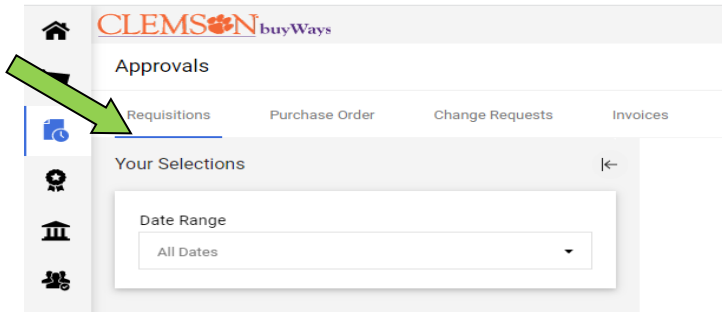 CLEMSON buyWays
Approvals
Requisitions Purchase Order Change Requests Invoices
Your Selections
Date Range
All Dates